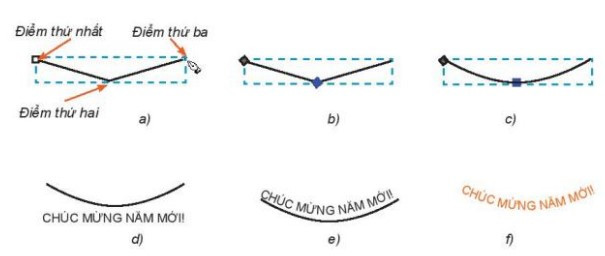 Điểm thứ nhất
Điểm thứ ba
Điểm thứ hai
a)
b)
c)
CHÚC MỪNG NĂM MỚI!
d)
CHÚC MỪNG NĂM MỚI!
e)
CHÚC MỪNG NĂM MỚI!
f)